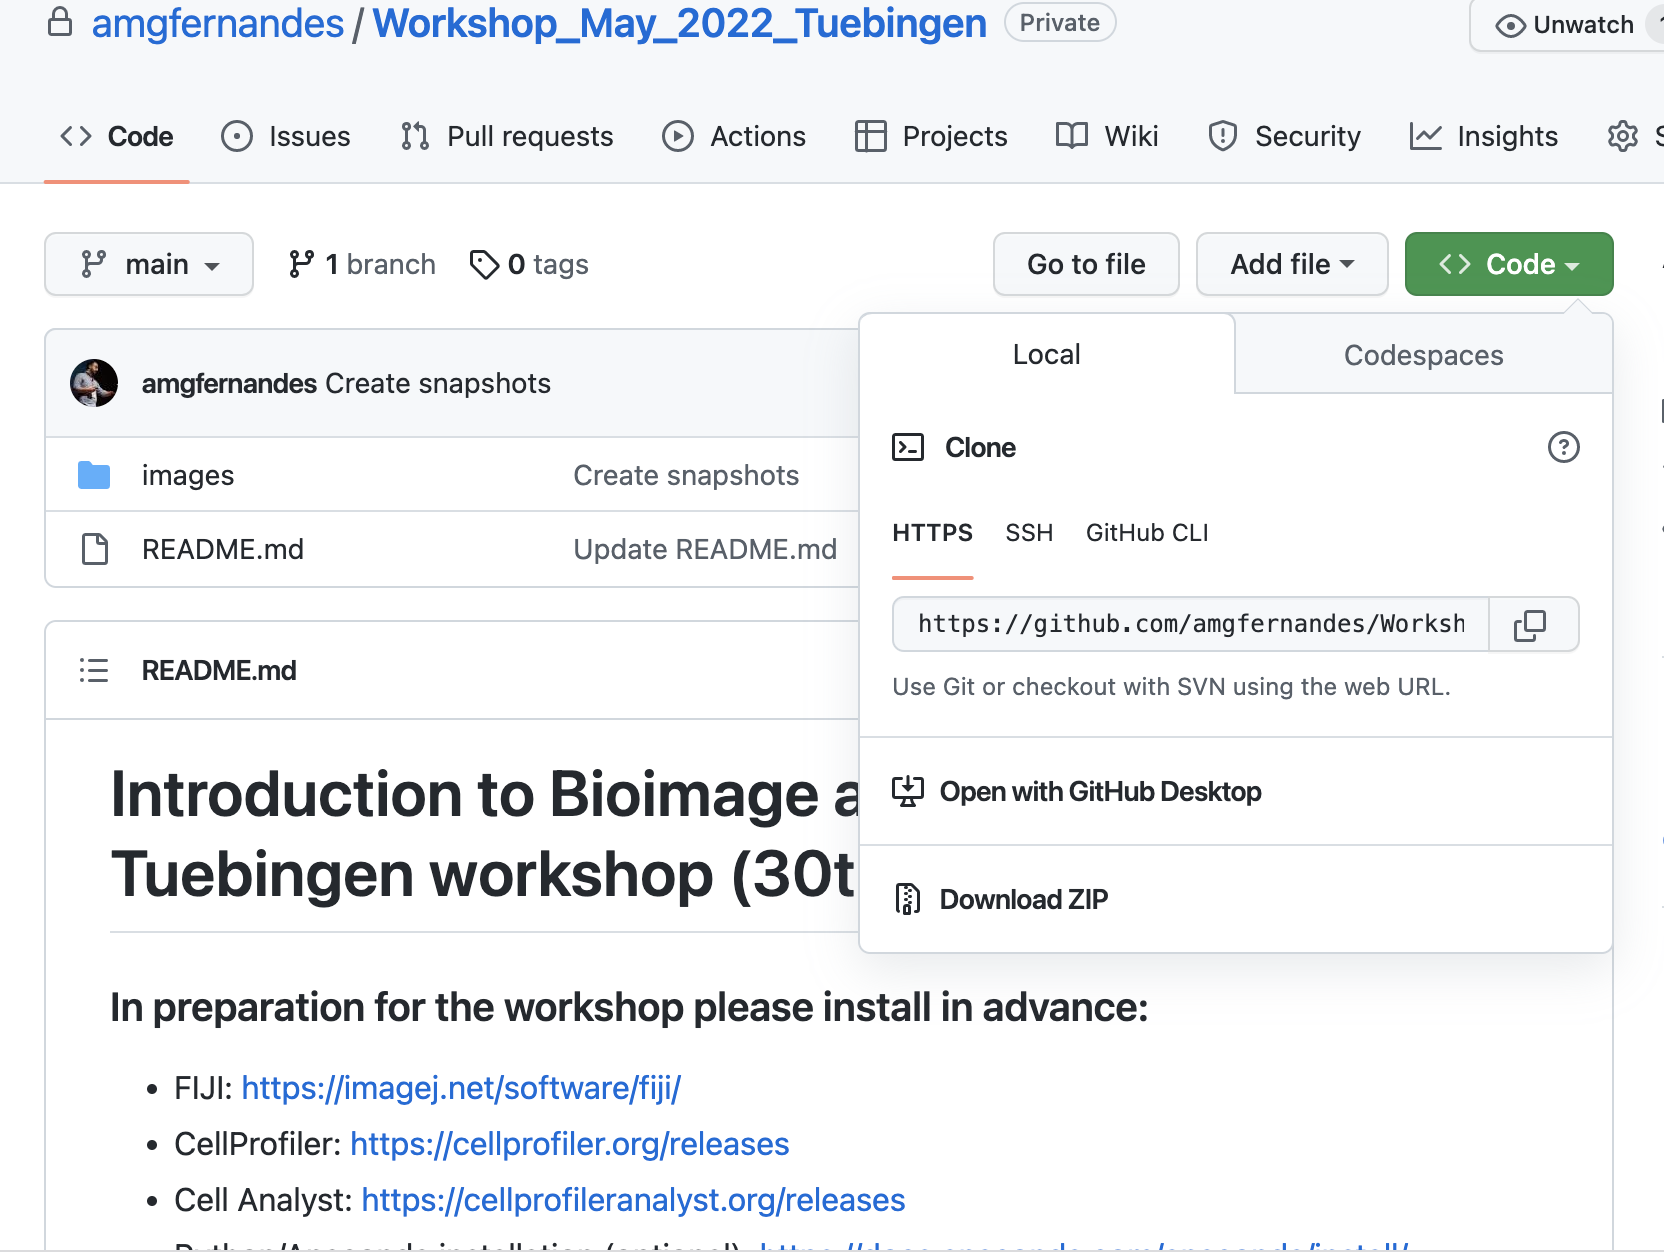 amgfernandes / Workshop_May_2022_Tuebingen Private Unwatch
Code Issues Pull requests Actions Projects Wiki Security Insights
main 1 branch 0 tags Go to file Add file Code
Local Codespaces
amgfernandes Create snapshots
Clone
images Create snapshots
HTTPS SSH GitHub CLI
README.md Update README.md
https://github.com/amgfernandes/Worksh
README.md
Use Git or checkout with SVN using the web URL.
Introduction to Bioimage a
Open with GitHub Desktop
Tuebingen workshop (30t
Download ZIP
In preparation for the workshop please install in advance:
• FIJI: https://imagej.net/software/fiji/
• CellProfiler: https://cellprofiler.org/releases
• Cell Analyst: https://cellprofileranalyst.org/releases